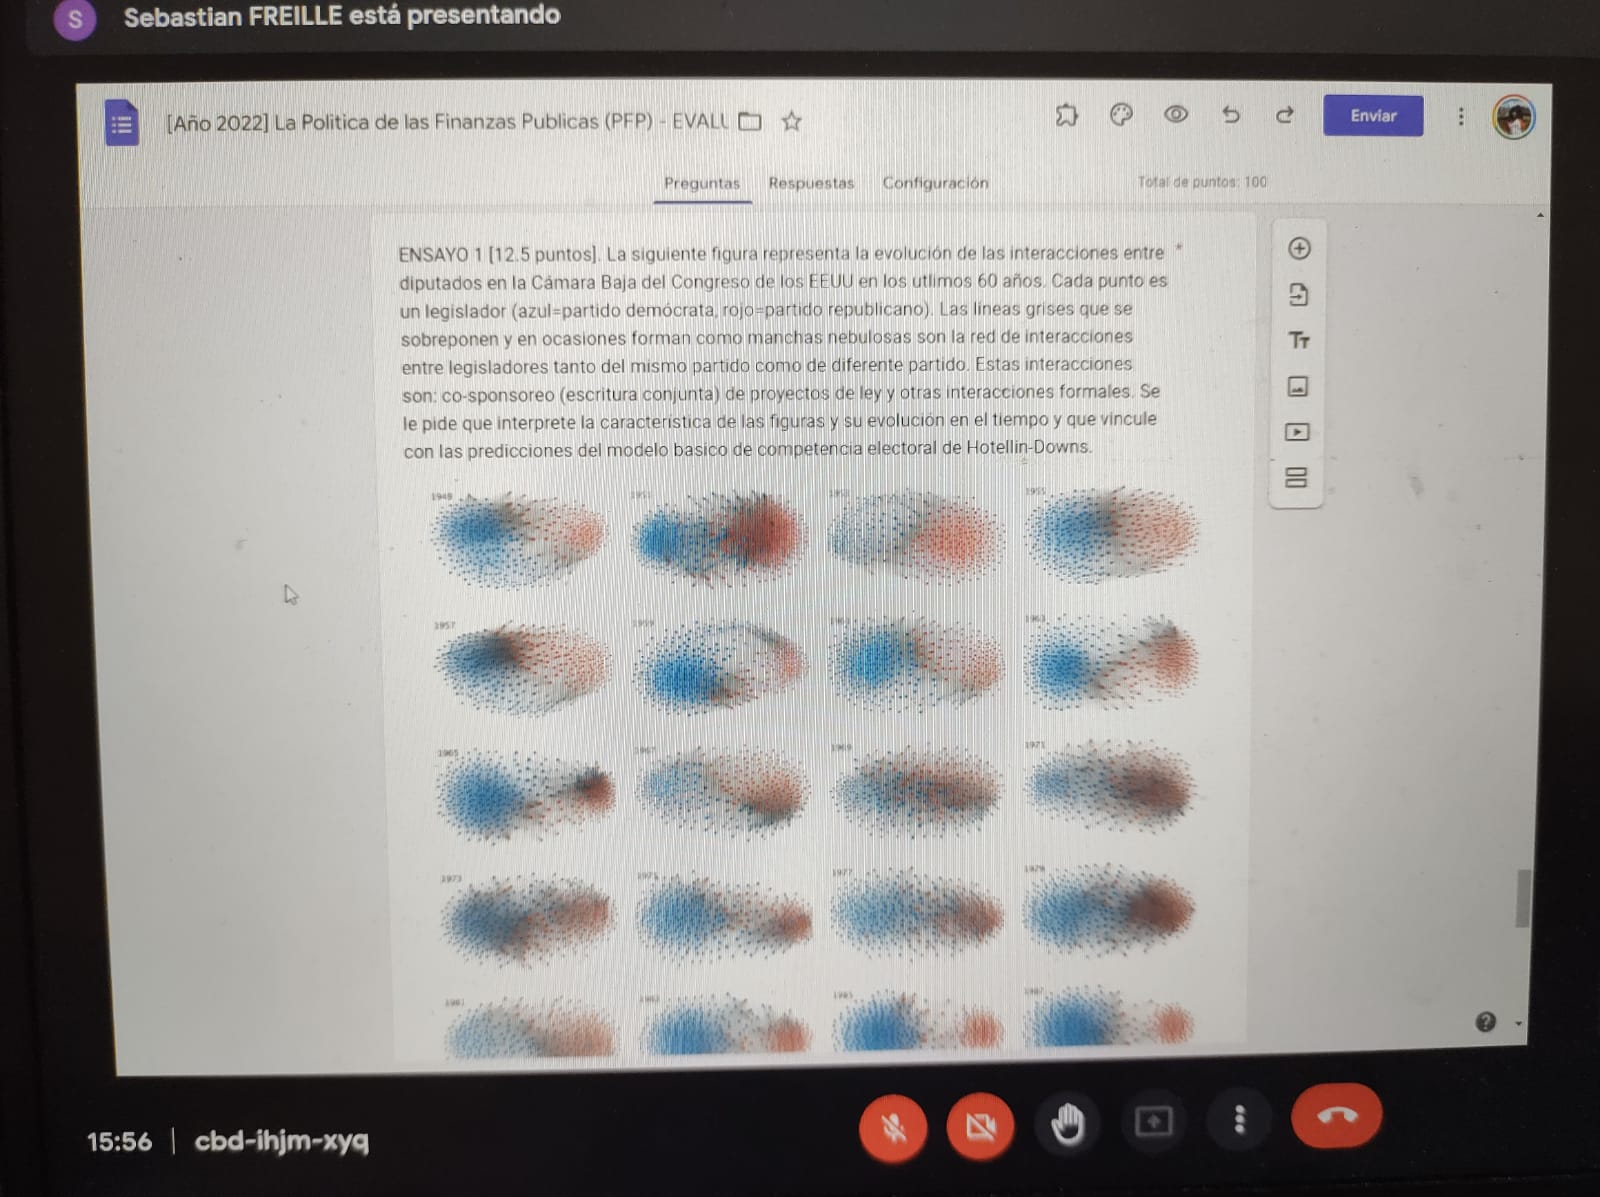 S
Sebastian FREILLE está presentando
[Año 2022] La Politica de las Finanzas Publicas (PFP) - EVALU
Enviar
Preguntas Respuestas Configuración
Total de puntos: 100
ENSAYO 1 [12.5 puntos]. La siguiente figura representa la evolución de las interacciones entre *
diputados en la Cámara Baja del Congreso de los EEUU en los utlimos 60 años. Cada punto es
un legislador (azul=partido demócrata, rojo=partido republicano). Las líneas grises que se
sobreponen y en ocasiones forman como manchas nebulosas son la red de interacciones
entre legisladores tanto del mismo partido como de diferente partido. Estas interacciones
son: co-sponsoreo (escritura conjunta) de proyectos de ley y otras interacciones formales. Se
le pide que interprete la característica de las figuras y su evolución en el tiempo y que vincule
con las predicciones del modelo basico de competencia electoral de Hotellin-Downs.
1949 1951 1953 1955
1957 1959 1963
1965 1967 1969 1971
1973 1975 1977 1979
1981 1983 1985 1987
Tт
?
15:56 | cbd-ihjm-xyq